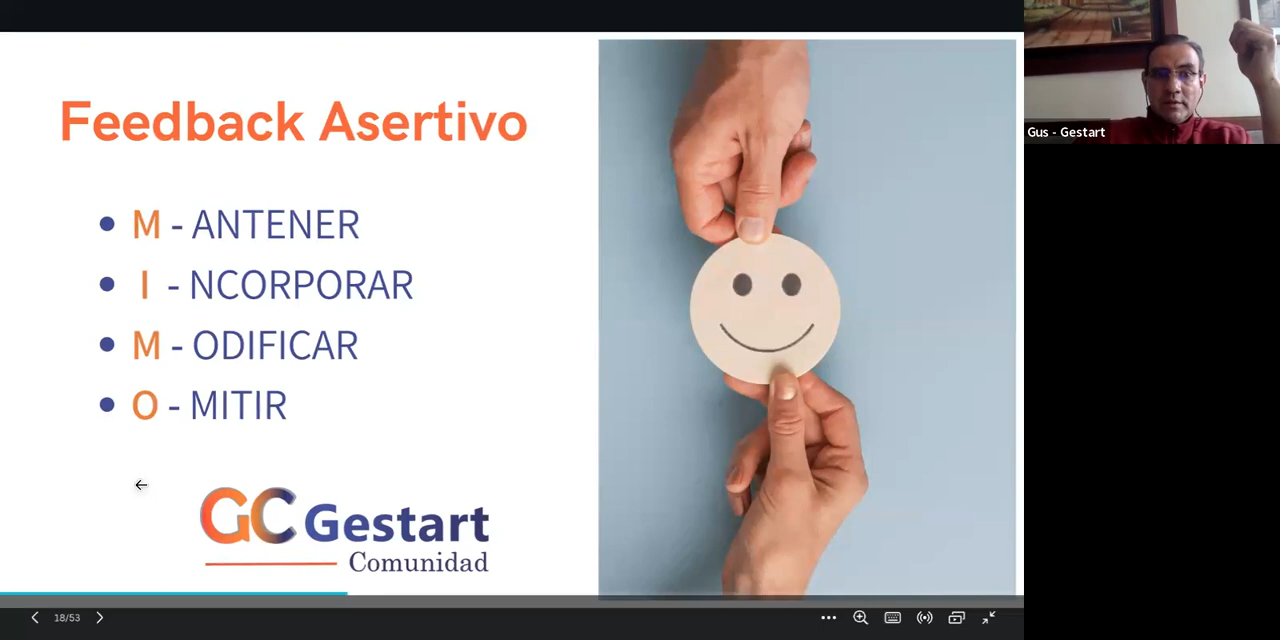 Feedback Asertivo
• M - ANTENER
• I - NCORPORAR
• M - ODIFICAR
• O - MITIR
GC Gestart
Comunidad
18/53
Gus - Gestart